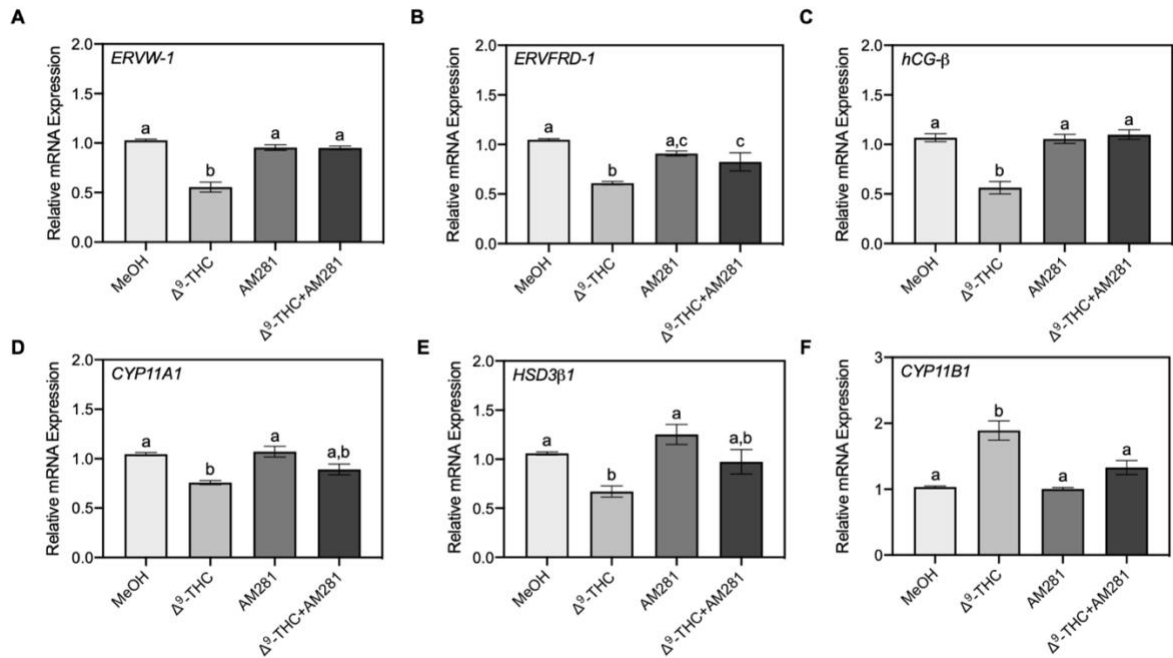 A
Relative mRNA Expression
2.0
1.5
1.0
0.5
0.0
ERVW-1
a
b
a
a
MeOH
Δ⁹-THC
AM281
Δ⁹-THC+AM281
B
Relative mRNA Expression
2.0
1.5
1.0
0.5
0.0
ERVFRD-1
a
b
a,c
c
MeOH
Δ⁹-THC
AM281
Δ⁹-THC+AM281
C
Relative mRNA Expression
2.0
1.5
1.0
0.5
0.0
hCG-β
a
b
a
a
MeOH
Δ⁹-THC
AM281
Δ⁹-THC+AM281
D
Relative mRNA Expression
2.0
1.5
1.0
0.5
0.0
CYP11A1
a
b
a
a,b
MeOH
Δ⁹-THC
AM281
Δ⁹-THC+AM281
E
Relative mRNA Expression
2.0
1.5
1.0
0.5
0.0
HSD3β1
a
b
a
a,b
MeOH
Δ⁹-THC
AM281
Δ⁹-THC+AM281
F
Relative mRNA Expression
3
2
1
0
CYP11B1
a
b
a
a
MeOH
Δ⁹-THC
AM281
Δ⁹-THC+AM281